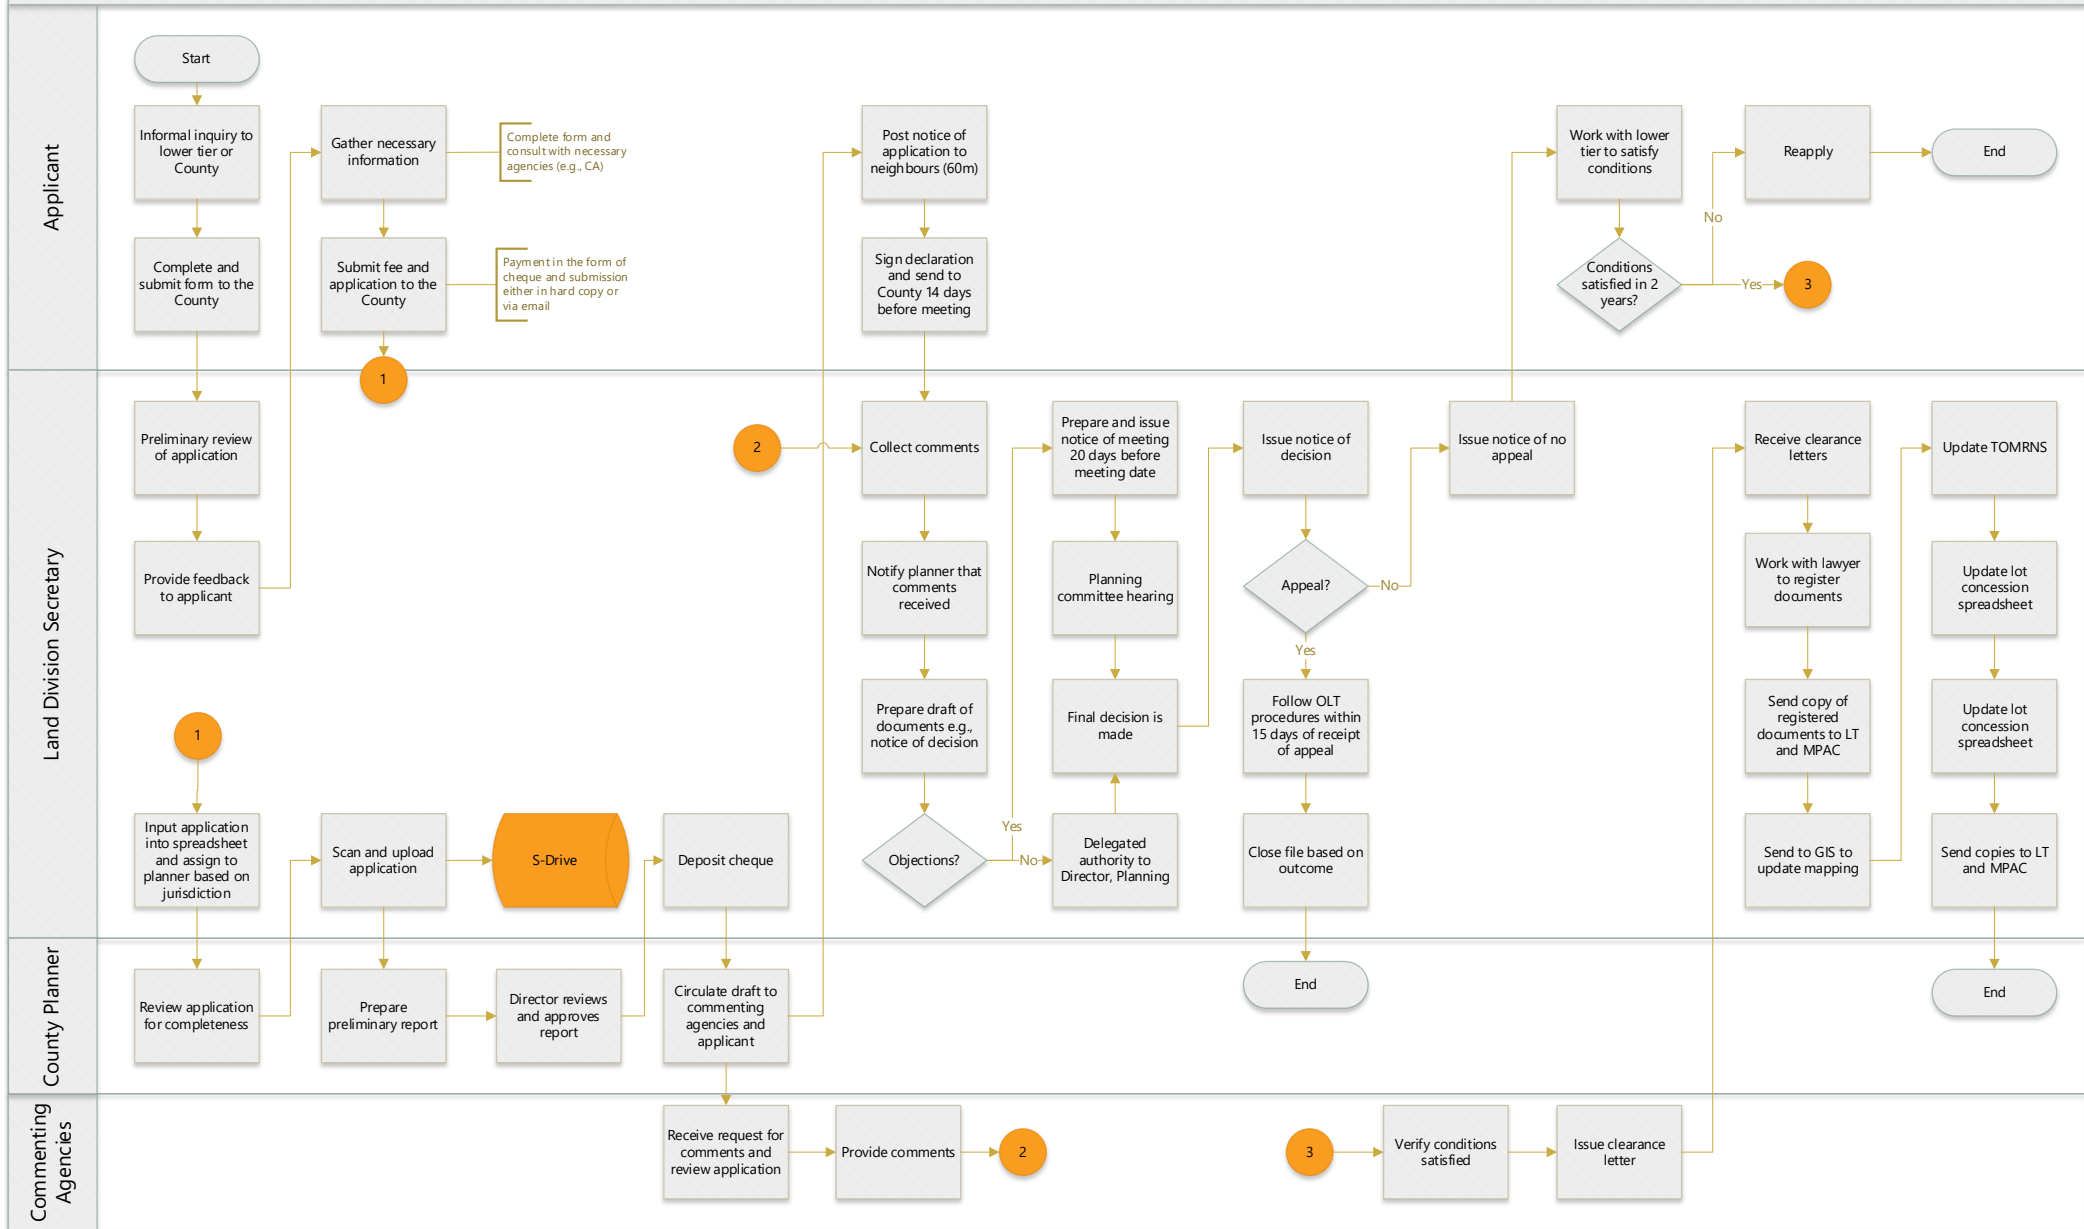 Applicant
Start
Informal inquiry to
lower tier or
County
Complete and
submit form to the
County
Gather necessary
information
Complete form and
consult with necessary
agencies (e.g., CA)
Submit fee and
application to the
County
Payment in the form of
cheque and submission
either in hard copy or
via email
1
Post notice of
application to
neighbours (60m)
Sign declaration
and send to
County 14 days
before meeting
Work with lower
tier to satisfy
conditions
Conditions
satisfied in 2
years?
No
Yes
Reapply
End
3
Land Division Secretary
Preliminary review
of application
Provide feedback
to applicant
1
Input application
into spreadsheet
and assign to
planner based on
jurisdiction
Scan and upload
application
S-Drive
Deposit cheque
2
Collect comments
Notify planner that
comments
received
Prepare draft of
documents e.g.,
notice of decision
Objections?
Yes
No
Prepare and issue
notice of meeting
20 days before
meeting date
Planning
committee hearing
Final decision is
made
Delegated
authority to
Director, Planning
Issue notice of
decision
Appeal?
No
Yes
Follow OLT
procedures within
15 days of receipt
of appeal
Close file based on
outcome
Issue notice of no
appeal
Receive clearance
letters
Work with lawyer
to register
documents
Send copy of
registered
documents to LT
and MPAC
Send to GIS to
update mapping
Update TOMRNS
Update lot
concession
spreadsheet
Update lot
concession
spreadsheet
Send copies to LT
and MPAC
County Planner
Review application
for completeness
Prepare
preliminary report
Director reviews
and approves
report
Circulate draft to
commenting
agencies and
applicant
End
End
Commenting
Agencies
Receive request for
comments and
review application
Provide comments
2
3
Verify conditions
satisfied
Issue clearance
letter